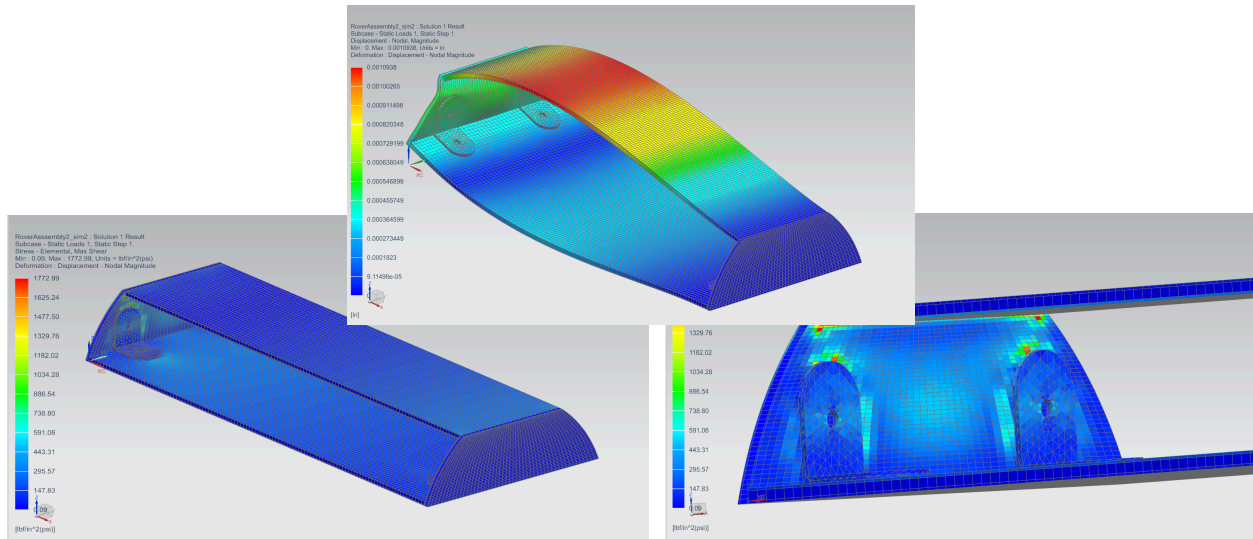 RoverAsssembly2_sim2 : Solution 1 Result
Subcase - Static Loads 1, Static Step 1
Displacement - Nodal, Magnitude
Min : 0, Max : 0.0010938, Units = in
Deformation : Displacement - Nodal Magnitude
0.0010938
0.00100265
0.000911498
0.000820348
0.000729199
0.000638049
0.000546899
0.000455749
0.000364599
0.000273449
0.0001823
9.11498e-05
0
[in]
XC
Z
X
RoverAsssembly2_sim2 : Solution 1 Result
Subcase - Static Loads 1, Static Step 1
Stress - Elemental, Max Shear
Min : 0.09, Max : 1772.99, Units = lbf/in^2(psi)
Deformation : Displacement - Nodal Magnitude
1772.99
1625.24
1477.50
1329.76
1182.02
1034.28
886.54
738.80
591.06
443.31
295.57
147.83
0.09
[lbf/in^2(psi)]
XC
Z
X
1329.76
1182.02
1034.28
886.54
738.80
591.06
443.31
295.57
147.83
0.09
[lbf/in^2(psi)]